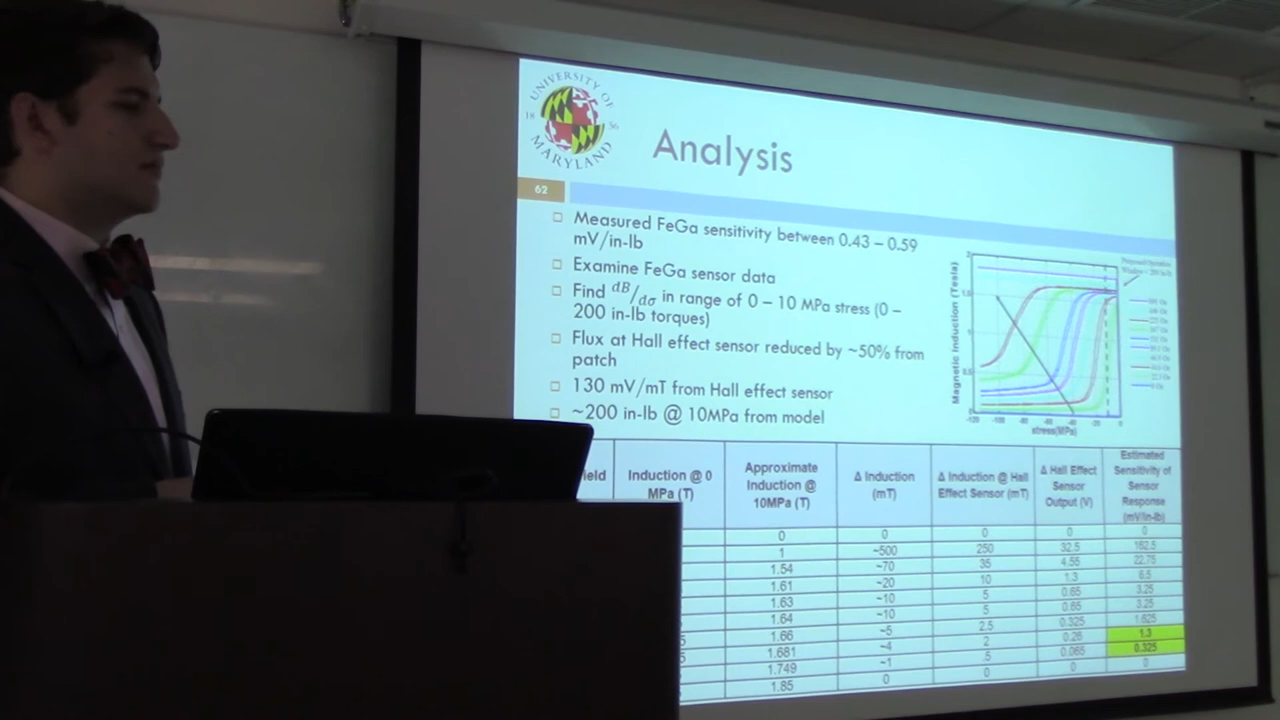 UNIVERSITY OF
18 56
MARYLAND
Analysis
62
Measured FeGa sensitivity between 0.43 – 0.59
mV/in-lb
Examine FeGa sensor data
Find dB/dσ in range of 0 – 10 MPa stress (0 –
200 in-lb torques)
Flux at Hall effect sensor reduced by ~50% from
patch
130 mV/mT from Hall effect sensor
~200 in-lb @ 10MPa from model
Magnetic Induction (Tesla)
stress(MPa)
ield
Induction @ 0
MPa (T)
Approximate
Induction @
10MPa (T)
Δ Induction
(mT)
Δ Induction @ Hall
Effect Sensor (mT)
Δ Hall Effect
Sensor
Output (V)
Estimated
Sensitivity of
Sensor
Response
(mV/in-lb)
0 0 0 0 0
1 ~500 250 32.5 162.5
1.54 ~70 35 4.55 22.75
1.61 ~20 10 1.3 6.5
1.63 ~10 5 0.65 3.25
1.64 ~10 5 0.65 3.25
1.66 ~5 2.5 0.325 1.625
1.681 ~4 2 0.26 1.3
1.749 ~1 .5 0.065 0.325
1.85 0 0 0 0